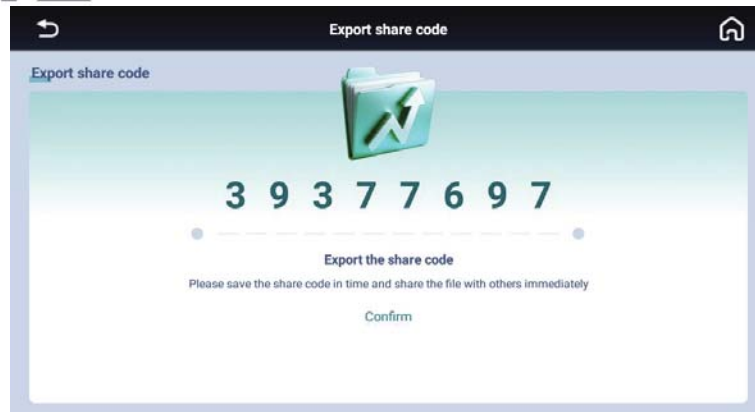 Export share code
Export share code
3 9 3 7 7 6 9 7
Export the share code
Please save the share code in time and share the file with others immediately
Confirm